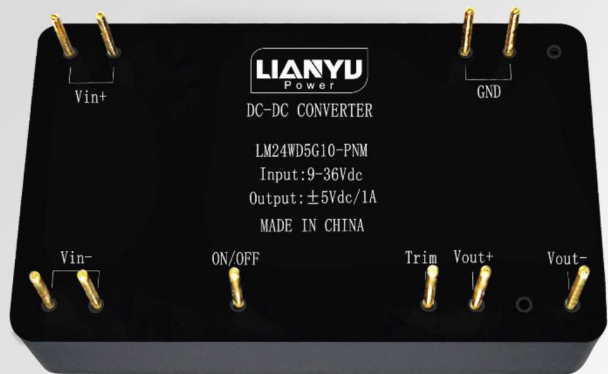 Vin+
GND
LIANYU
Power
DC-DC CONVERTER
LM24WD5G10-PNM
Input:9-36Vdc
Output:±5Vdc/1A
MADE IN CHINA
Vin-
ON/OFF
Trim
Vout+
Vout-